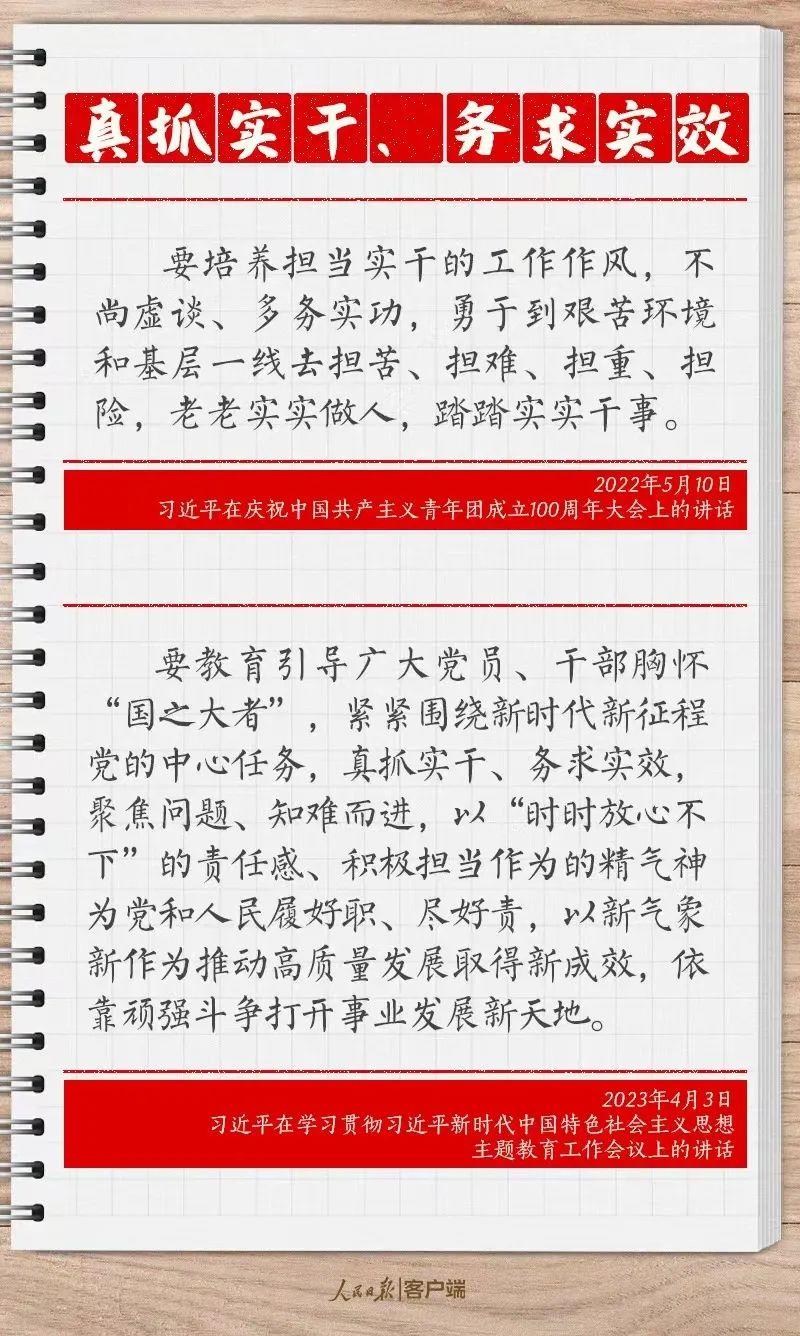 真抓实干、务求实效
要培养担当实干的工作作风，不
尚虚谈、多务实功，勇于到艰苦环境
和基层一线去担苦、担难、担重、担
险，老老实实做人，踏踏实实干事。
2022年5月10日
习近平在庆祝中国共产主义青年团成立100周年大会上的讲话
要教育引导广大党员、干部胸怀
“国之大者”，紧紧围绕新时代新征程
党的中心任务，真抓实干、务求实效，
聚焦问题、知难而进，以“时时放心不
下”的责任感、积极担当作为的精气神
为党和人民履好职、尽好责，以新气象
新作为推动高质量发展取得新成效，依
靠顽强斗争打开事业发展新天地。
2023年4月3日
习近平在学习贯彻习近平新时代中国特色社会主义思想
主题教育工作会议上的讲话
人民日报|客户端